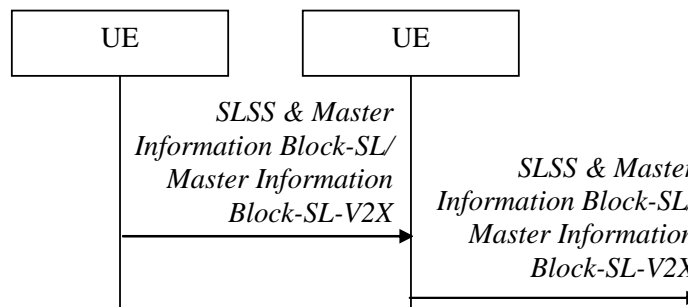 UE
UE
SLSS & Master
Information Block-SL/
Master Information
Block-SL-V2X
SLSS & Master
Information Block-SL/
Master Information
Block-SL-V2X